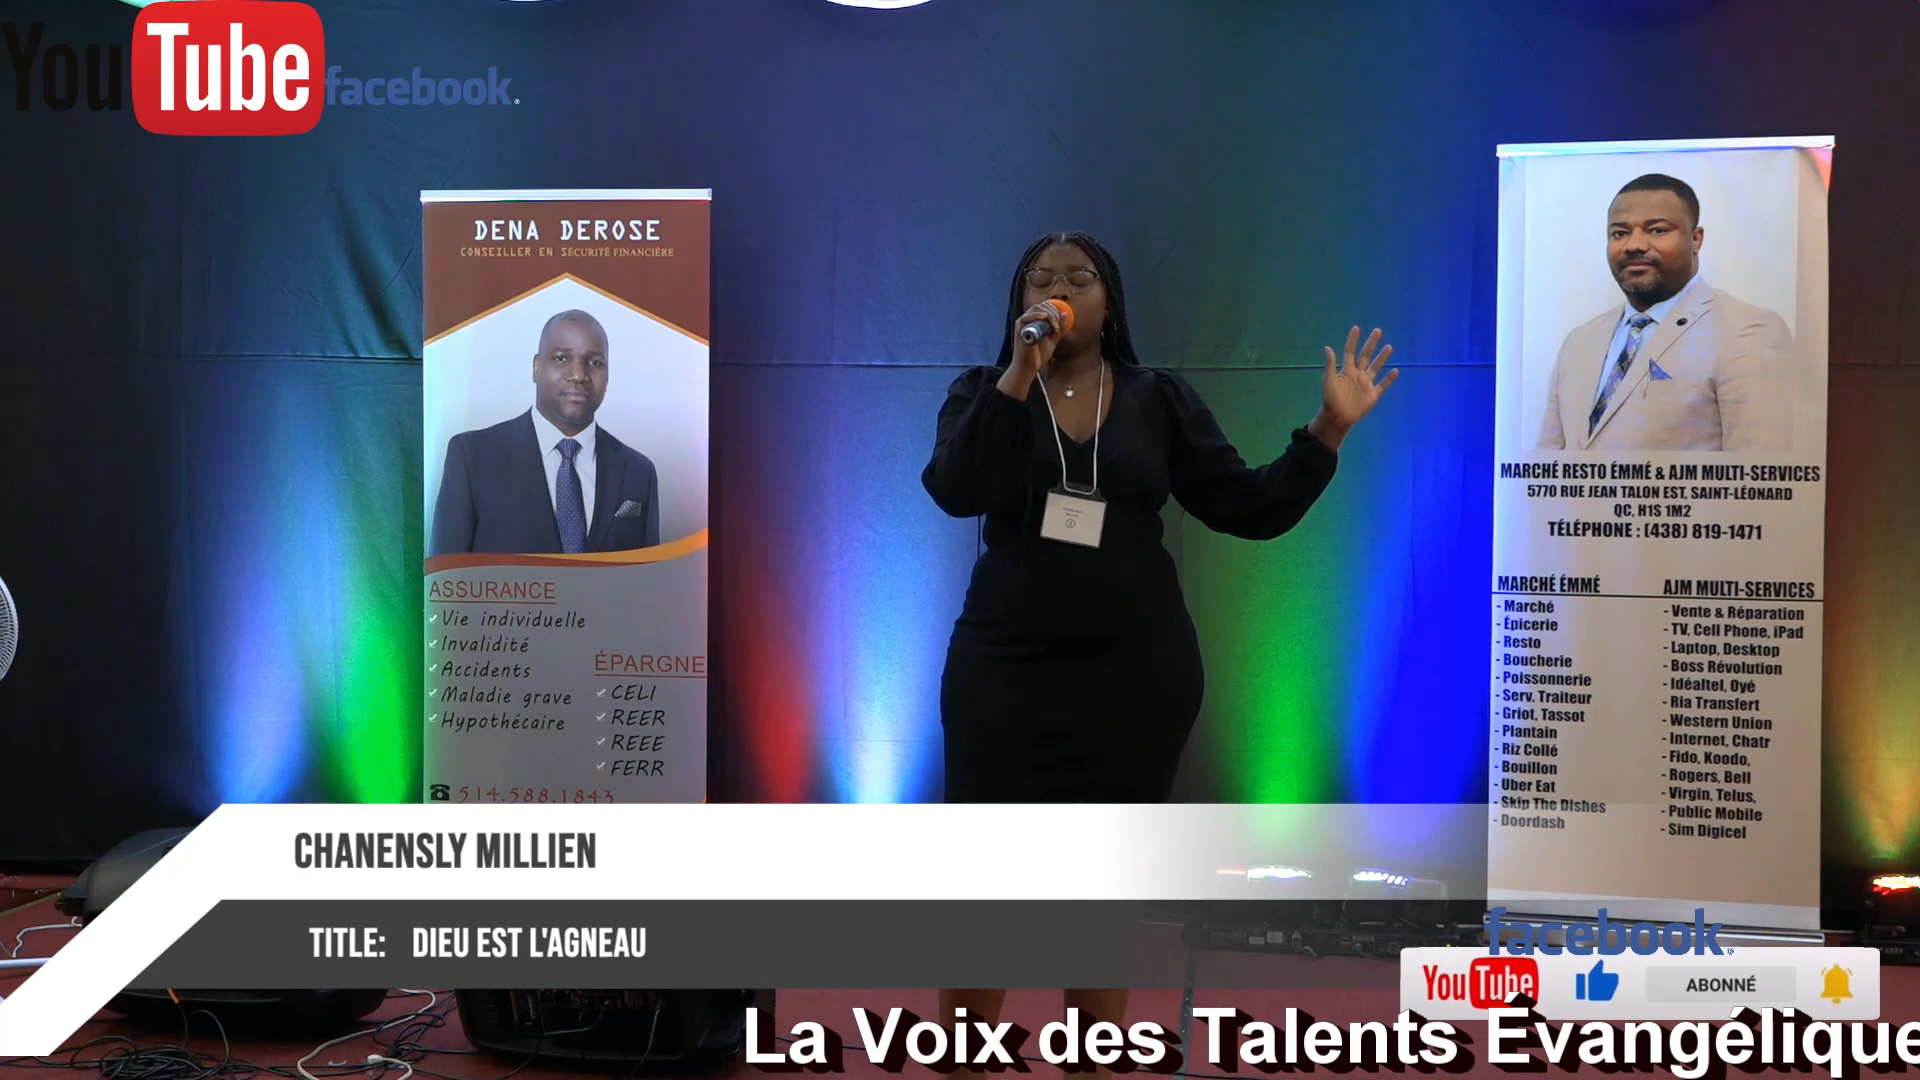 YouTube
facebook
DENA DEROSE
CONSEILLER EN SÉCURITÉ FINANCIÈRE
ASSURANCE
Vie individuelle
Invalidité
Accidents
Maladie grave
Hypothécaire
ÉPARGNE
CELI
REER
REEE
FERR
514.588.1843
MARCHÉ RESTO ÉMMÉ & AJM MULTI-SERVICES
5770 RUE JEAN TALON EST, SAINT-LÉONARD
QC, H1S 1M2
TÉLÉPHONE : (438) 819-1471
MARCHÉ ÉMMÉ
- Marché
- Épicerie
- Resto
- Boucherie
- Poissonnerie
- Serv. Traiteur
- Griot, Tassot
- Plantain
- Riz Collé
- Bouillon
- Uber Eat
- Skip The Dishes
- Doordash
AJM MULTI-SERVICES
- Vente & Réparation
- TV, Cell Phone, iPad
- Laptop, Desktop
- Boss Révolution
- Idéaltel, Oyé
- Ria Transfert
- Western Union
- Internet, Chatr
- Fido, Koodo,
- Rogers, Bell
- Virgin, Telus,
- Public Mobile
- Sim Digicel
CHANENSLY MILLIEN
TITLE: DIEU EST L'AGNEAU
facebook
YouTube
ABONNÉ
La Voix des Talents Évangélique